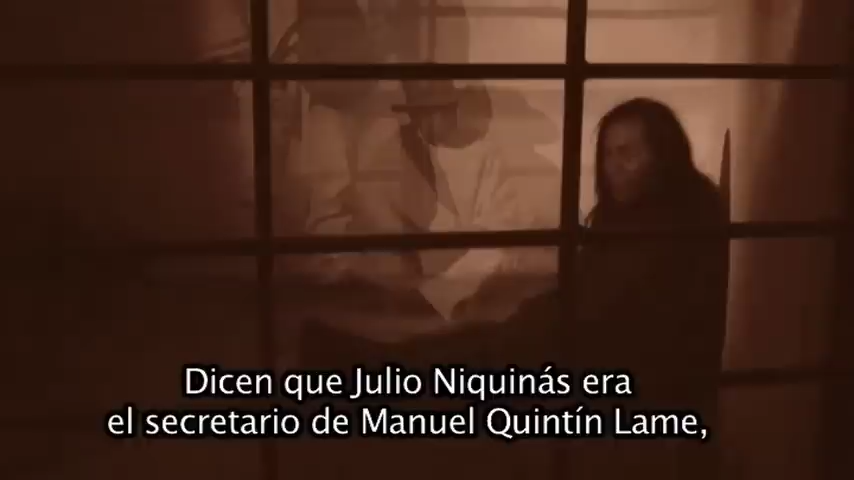 Dicen que Julio Niquinás era
el secretario de Manuel Quintín Lame,